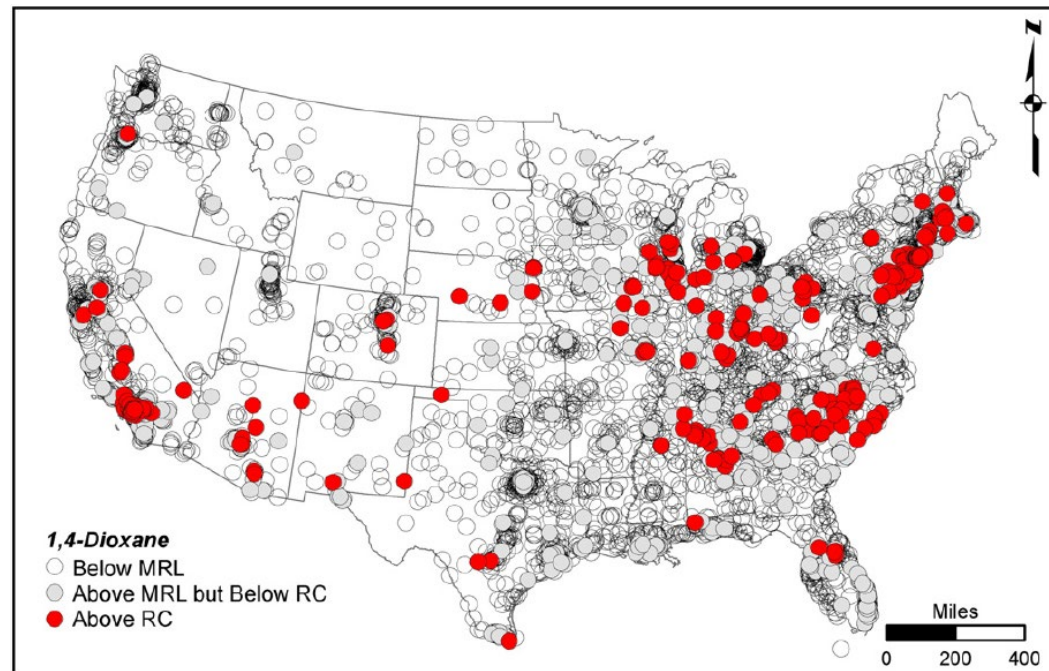 N
1,4-Dioxane
Below MRL
Above MRL but Below RC
Above RC
Miles
0 200 400